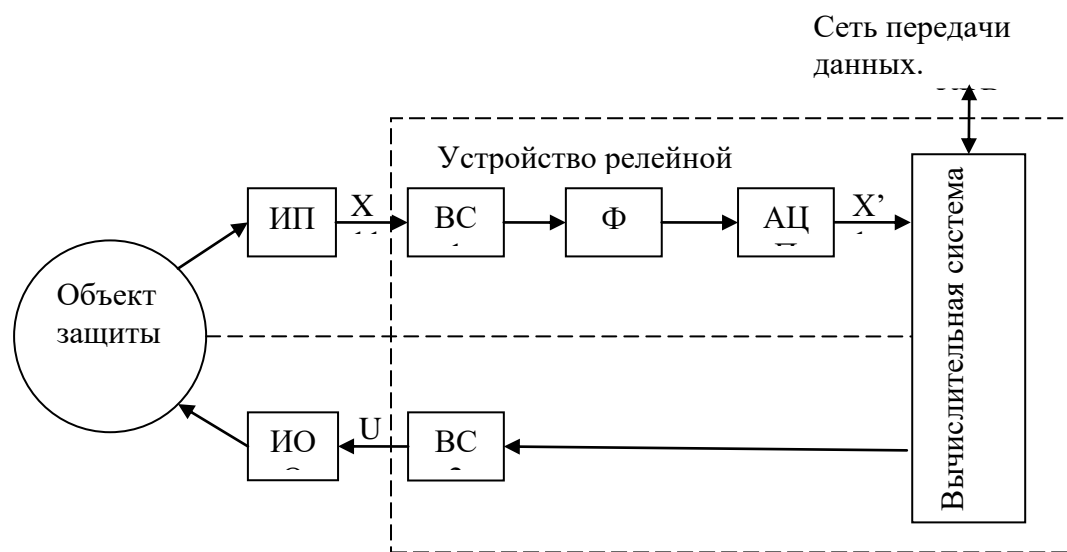 Сеть передачи
данных.
Устройство релейной
ИП
X
ВС
Ф
АЦ
X’
Объект
защиты
ИО
U
ВС
Вычислительная система